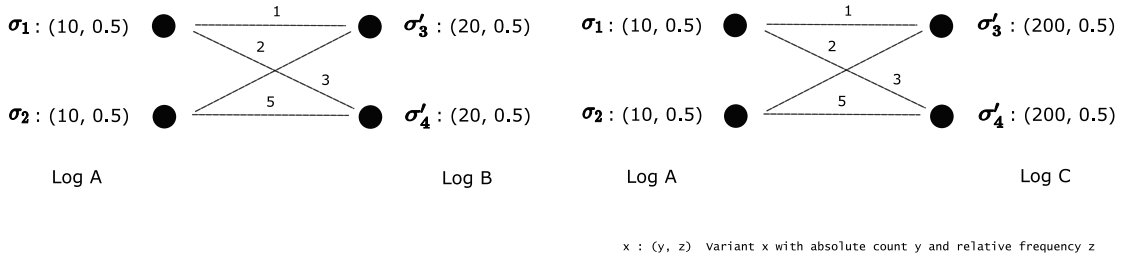 σ₁ : (10, 0.5) 1 σ′₃ : (20, 0.5) σ₁ : (10, 0.5) 1 σ′₃ : (200, 0.5)
2 2
3 3
σ₂ : (10, 0.5) 5 σ′₄ : (20, 0.5) σ₂ : (10, 0.5) 5 σ′₄ : (200, 0.5)
Log A Log B Log A Log C
x : (y, z) Variant x with absolute count y and relative frequency z